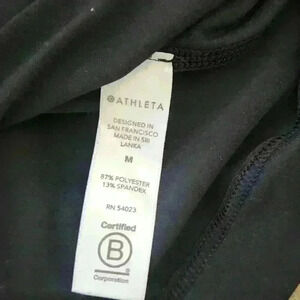 ATHLETA
DESIGNED IN
SAN FRANCISCO
MADE IN SRI
LANKA
M
87% POLYESTER
13% SPANDEX
RN 54023
Certified
B
Corporation